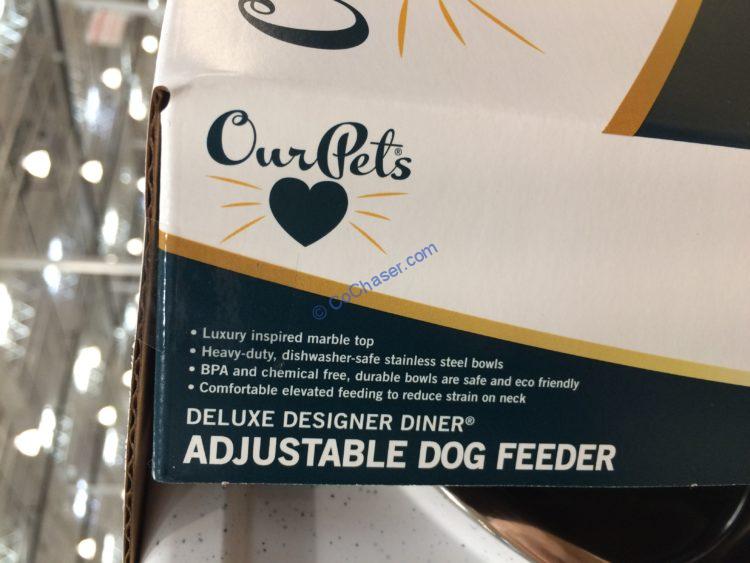 OurPets®
© CoChaser.com
• Luxury inspired marble top
• Heavy-duty, dishwasher-safe stainless steel bowls
• BPA and chemical free, durable bowls are safe and eco friendly
• Comfortable elevated feeding to reduce strain on neck
DELUXE DESIGNER DINER®
ADJUSTABLE DOG FEEDER